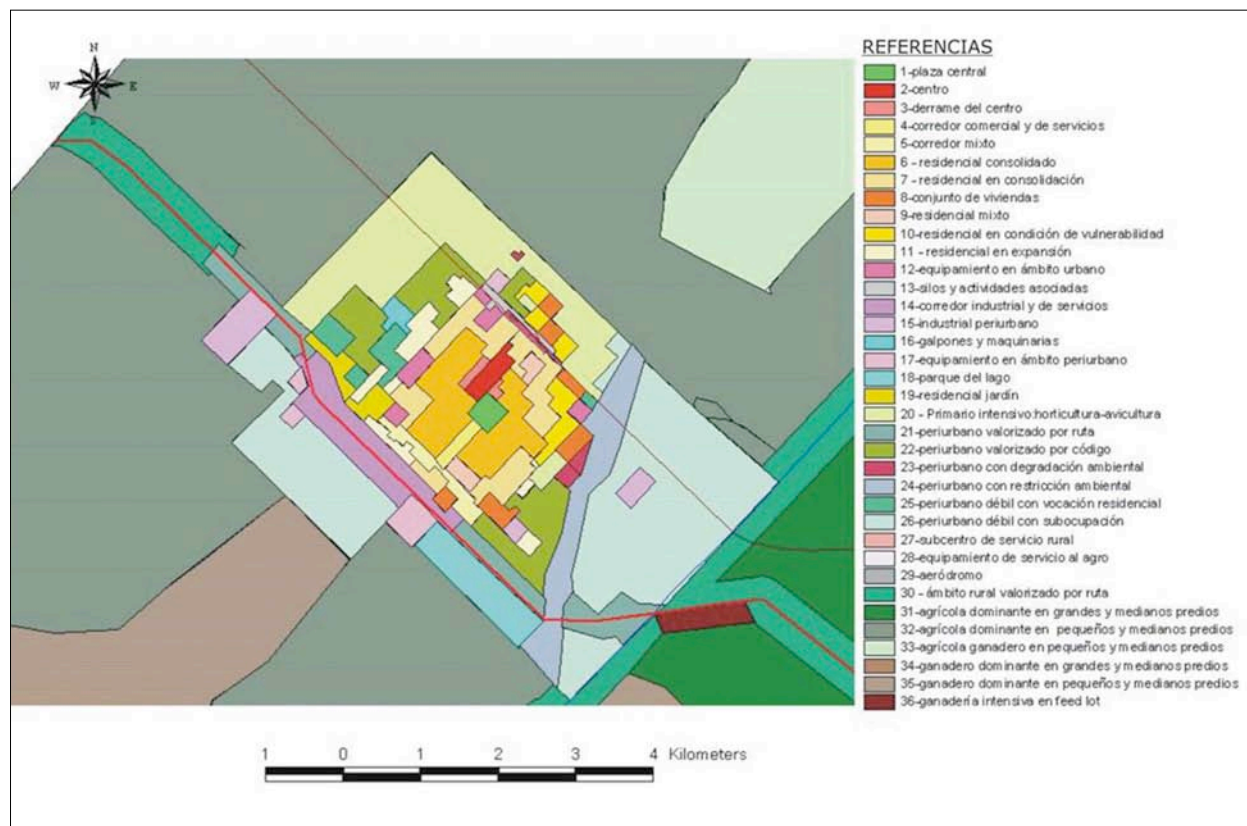 N
W E
S
REFERENCIAS
1-plaza central
2-centro
3-derrame del centro
4-corredor comercial y de servicios
5-corredor mixto
6 - residencial consolidado
7 - residencial en consolidación
8-conjunto de viviendas
9-residencial mixto
10-residencial en condición de vulnerabilidad
11 - residencial en expansión
12-equipamiento en ámbito urbano
13-silos y actividades asociadas
14-corredor industrial y de servicios
15-industrial periurbano
16-galpones y maquinarias
17-equipamiento en ámbito periurbano
18-parque del lago
19-residencial jardín
20 - Primario intensivo:horticultura-avicultura
21-periurbano valorizado por ruta
22-periurbano valorizado por código
23-periurbano con degradación ambiental
24-periurbano con restricción ambiental
25-periurbano débil con vocación residencial
26-periurbano débil con subocupación
27-subcentro de servicio rural
28-equipamiento de servicio al agro
29-aeródromo
30 - ámbito rural valorizado por ruta
31-agrícola dominante en grandes y medianos predios
32-agrícola dominante en pequeños y medianos predios
33-agrícola ganadero en pequeños y medianos predios
34-ganadero dominante en grandes y medianos predios
35-ganadero dominante en pequeños y medianos predios
36-ganadería intensiva en feed lot
1 0 1 2 3 4 Kilometers